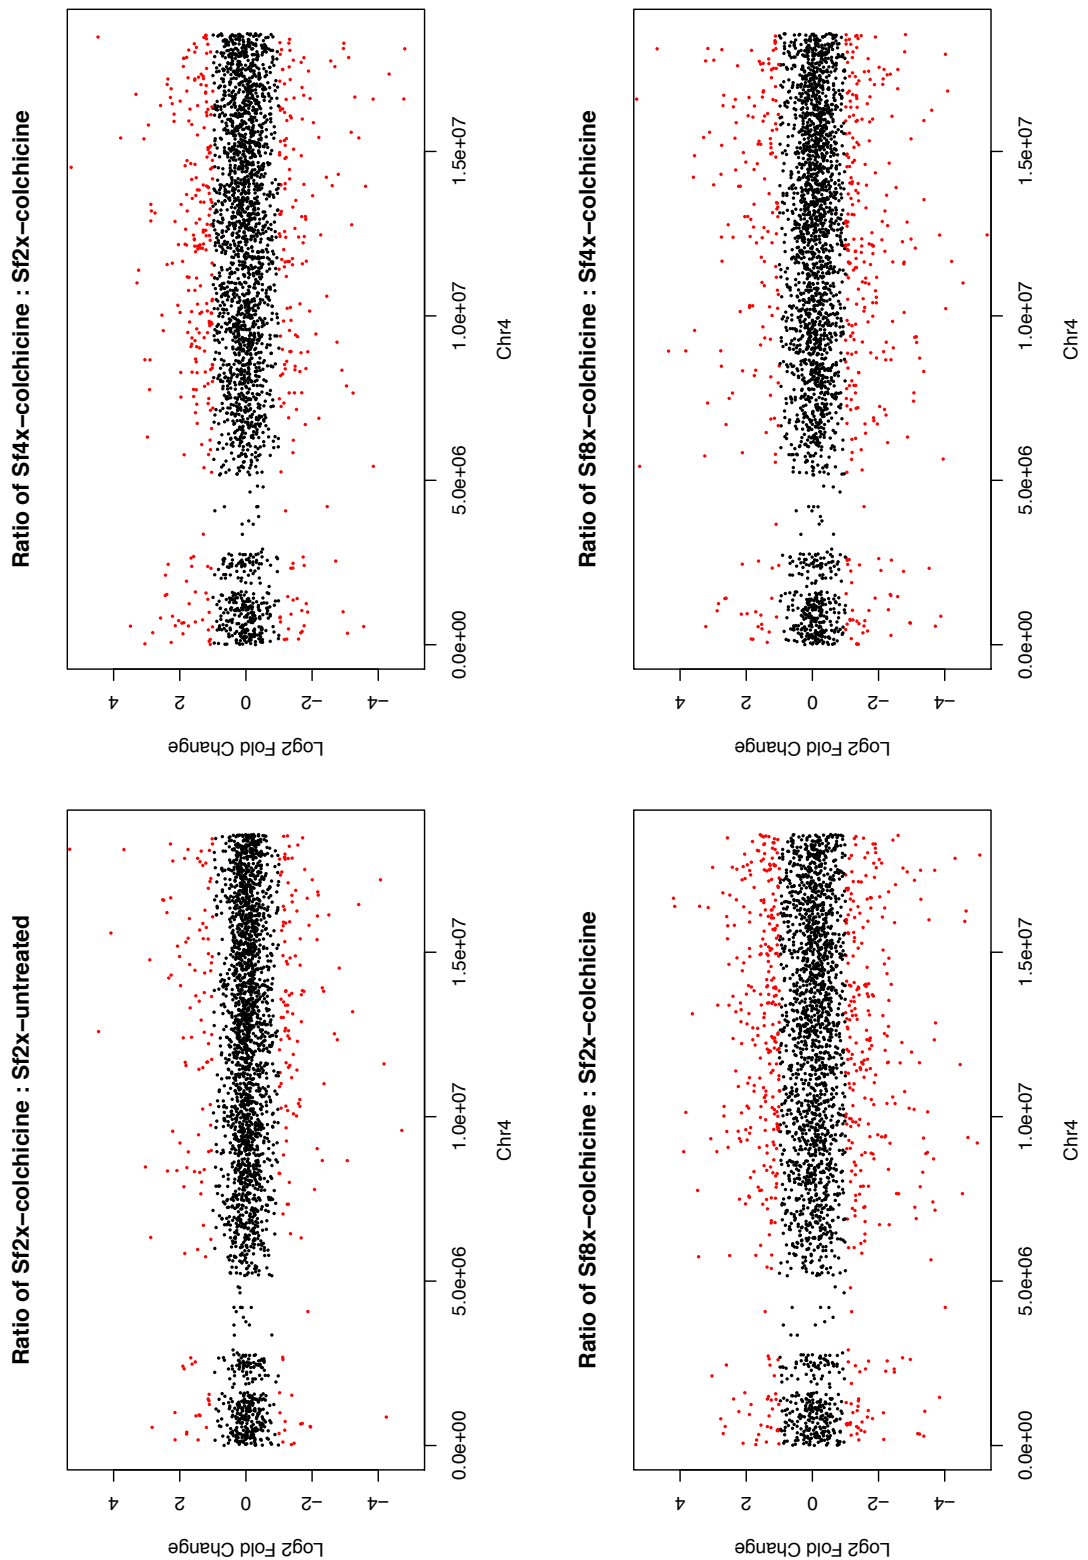 Ratio of Sf2x−colchicine : Sf2x−untreated
Log2 Fold Change
4
2
0
−2
−4
0.0e+00 5.0e+06 1.0e+07 1.5e+07
Chr4
Ratio of Sf4x−colchicine : Sf2x−colchicine
Log2 Fold Change
4
2
0
−2
−4
0.0e+00 5.0e+06 1.0e+07 1.5e+07
Chr4
Ratio of Sf8x−colchicine : Sf2x−colchicine
Log2 Fold Change
4
2
0
−2
−4
0.0e+00 5.0e+06 1.0e+07 1.5e+07
Chr4
Ratio of Sf8x−colchicine : Sf4x−colchicine
Log2 Fold Change
4
2
0
−2
−4
0.0e+00 5.0e+06 1.0e+07 1.5e+07
Chr4